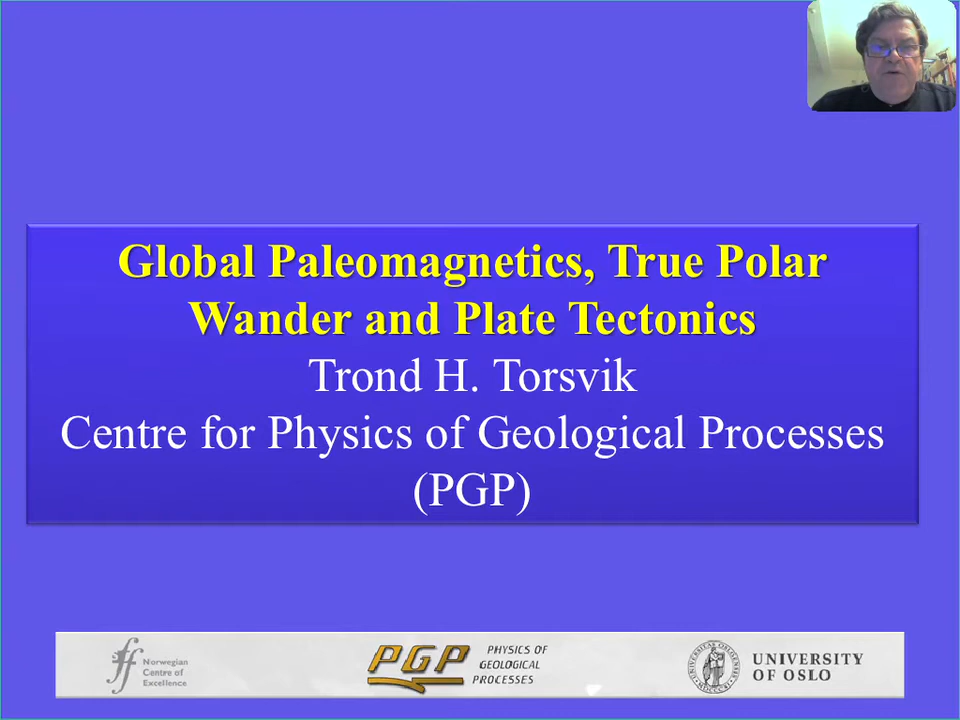 Global Paleomagnetics, True Polar
Wander and Plate Tectonics
Trond H. Torsvik
Centre for Physics of Geological Processes
(PGP)
sff
Norwegian
Centre of
Excellence
PGP
PHYSICS OF
GEOLOGICAL
PROCESSES
UNIVERSITY
OF OSLO